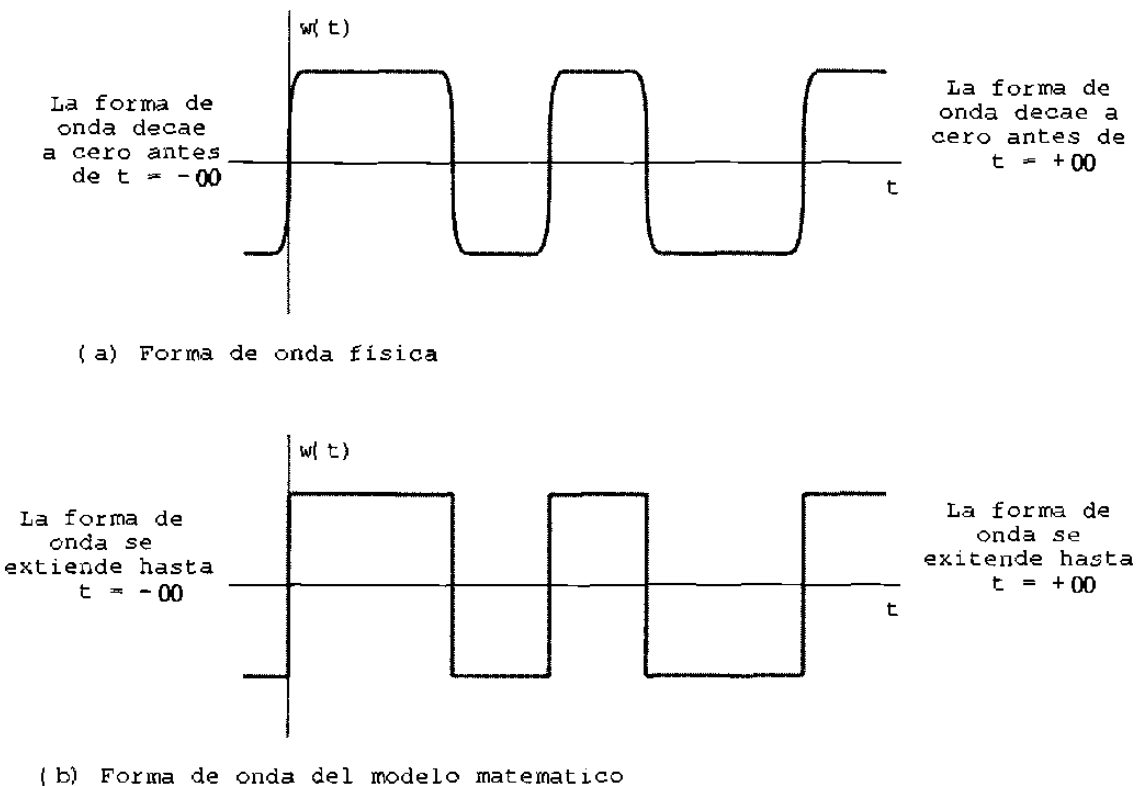 w( t)
La forma de
onda decae
a cero antes
de t = -00
La forma de
onda decae a
cero antes de
t = +00
t
( a) Forma de onda física
w( t)
La forma de
onda se
extiende hasta
t = -00
La forma de
onda se
exitende hasta
t = +00
t
( b) Forma de onda del modelo matematico